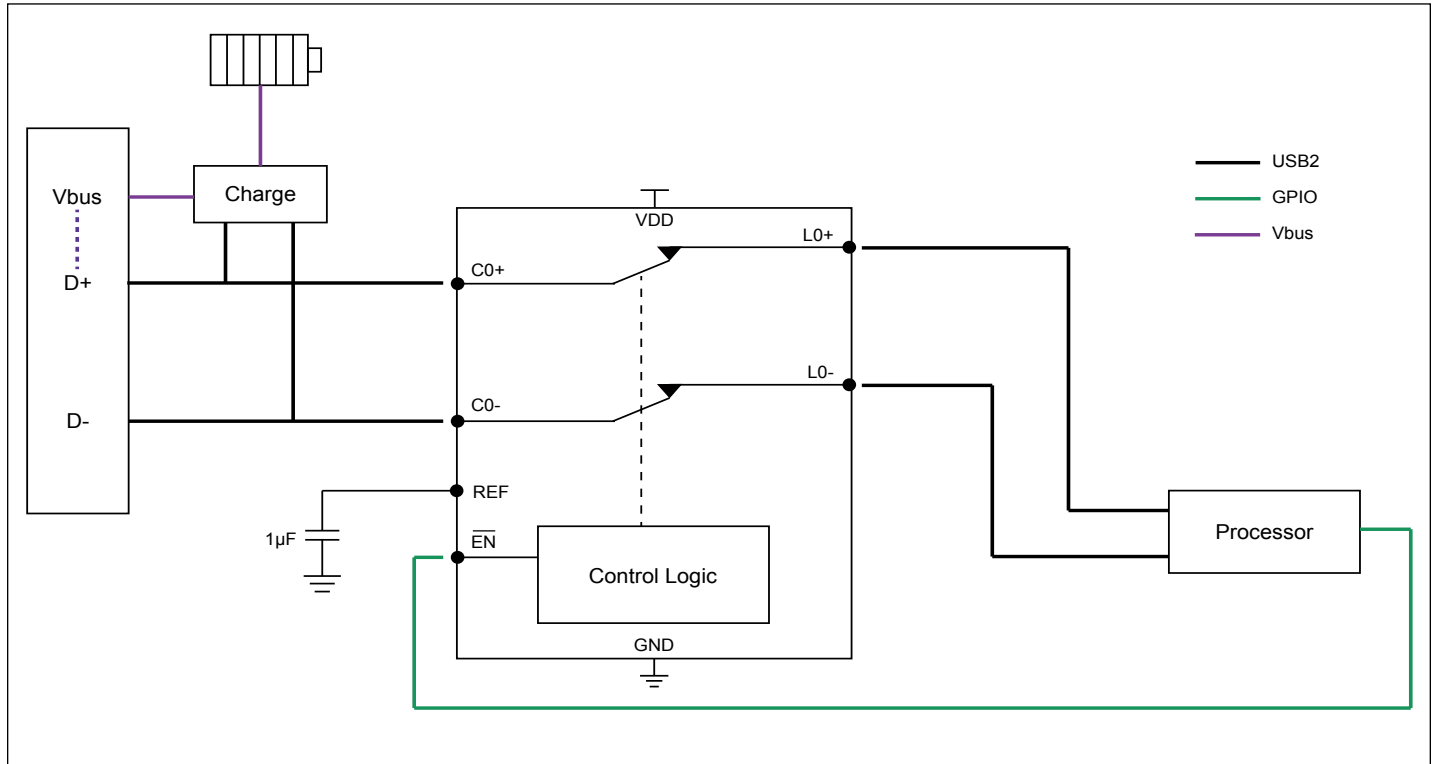 Vbus
Charge
D+
D-
VDD
C0+
L0+
C0-
L0-
REF
1µF
EN
Control Logic
GND
Processor
USB2
GPIO
Vbus